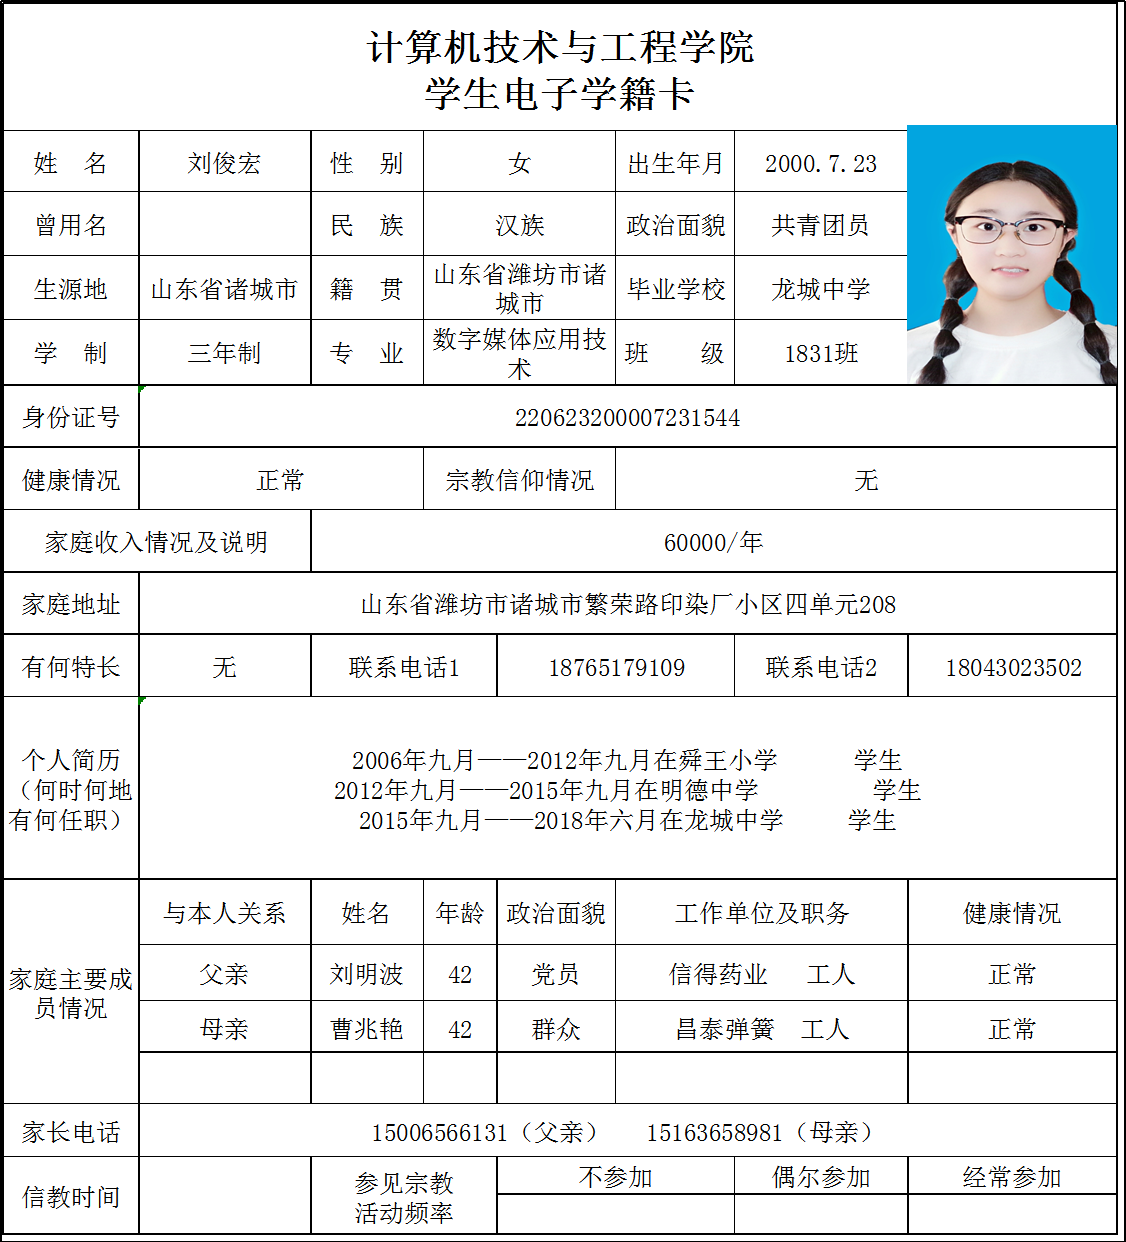 计算机技术与工程学院
学生电子学籍卡
姓 名 刘俊宏 性 别 女 出生年月 2000.7.23
曾用名 民 族 汉族 政治面貌 共青团员
生源地 山东省诸城市 籍 贯 山东省潍坊市诸城市 毕业学校 龙城中学
学 制 三年制 专 业 数字媒体应用技术 班 级 1831班
身份证号 220623200007231544
健康情况 正常 宗教信仰情况 无
家庭收入情况及说明 60000/年
家庭地址 山东省潍坊市诸城市繁荣路印染厂小区四单元208
有何特长 无 联系电话1 18765179109 联系电话2 18043023502
个人简历
（何时何地
有何任职）
2006年九月——2012年九月在舜王小学 学生
2012年九月——2015年九月在明德中学 学生
2015年九月——2018年六月在龙城中学 学生
家庭主要成
员情况
与本人关系 姓名 年龄 政治面貌 工作单位及职务 健康情况
父亲 刘明波 42 党员 信得药业 工人 正常
母亲 曹兆艳 42 群众 昌泰弹簧 工人 正常
家长电话 15006566131（父亲） 15163658981（母亲）
信教时间 参见宗教
活动频率
不参加 偶尔参加 经常参加